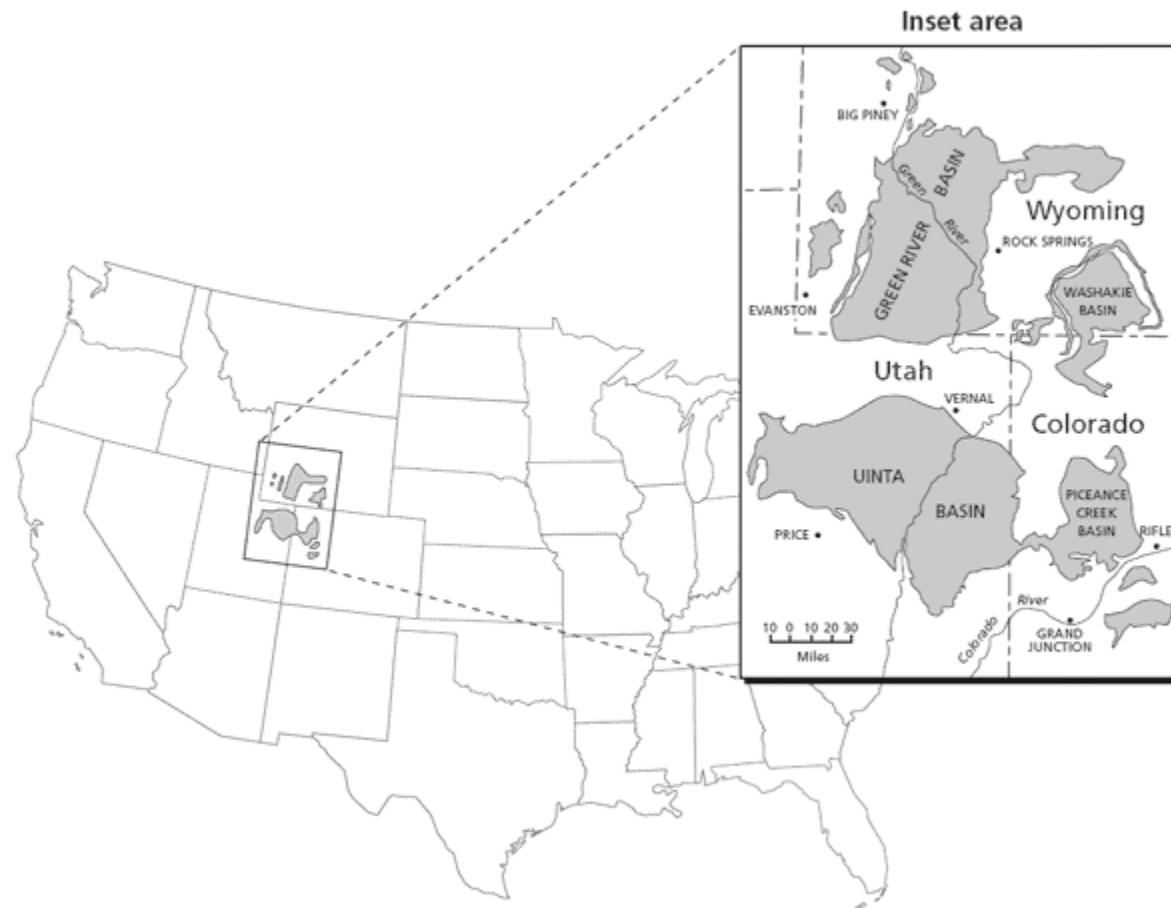 Inset area
BIG PINEY
Green
River
GREEN RIVER
BASIN
Wyoming
ROCK SPRINGS
EVANSTON
WASHAKIE
BASIN
Utah
VERNAL
Colorado
UINTA
BASIN
PICEANCE
CREEK
BASIN
PRICE
RIFLE
10 0 10 20 30
Miles
Colorado
River
GRAND
JUNCTION